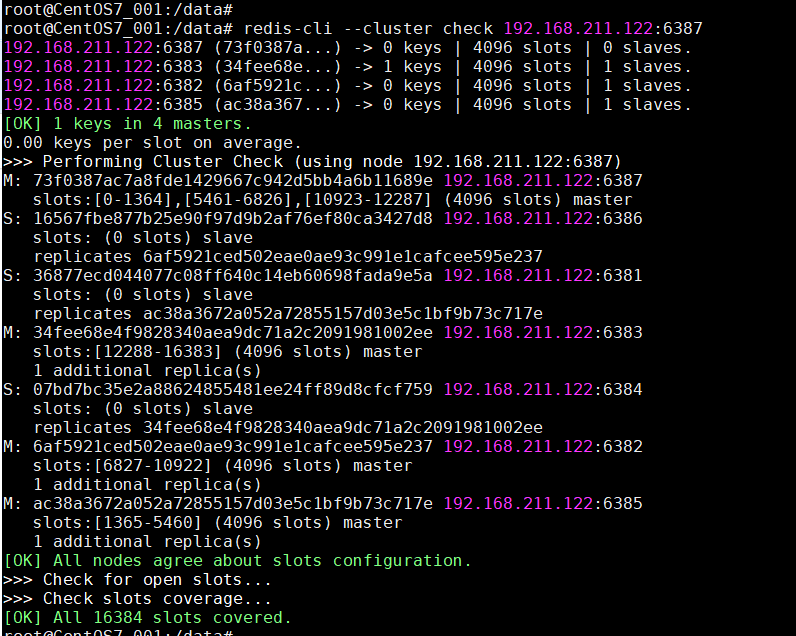 root@CentOS7_001:/data#
root@CentOS7_001:/data# redis-cli --cluster check 192.168.211.122:6387
192.168.211.122:6387 (73f0387a...) -> 0 keys | 4096 slots | 0 slaves.
192.168.211.122:6383 (34fee68e...) -> 1 keys | 4096 slots | 1 slaves.
192.168.211.122:6382 (6af5921c...) -> 0 keys | 4096 slots | 1 slaves.
192.168.211.122:6385 (ac38a367...) -> 0 keys | 4096 slots | 1 slaves.
[OK] 1 keys in 4 masters.
0.00 keys per slot on average.
>>> Performing Cluster Check (using node 192.168.211.122:6387)
M: 73f0387ac7a8fde1429667c942d5bb4a6b11689e 192.168.211.122:6387
   slots:[0-1364],[5461-6826],[10923-12287] (4096 slots) master
S: 16567fbe877b25e90f97d9b2af76ef80ca3427d8 192.168.211.122:6386
   slots: (0 slots) slave
   replicates 6af5921ced502eae0ae93c991e1cafcee595e237
S: 36877ecd044077c08ff640c14eb60698fada9e5a 192.168.211.122:6381
   slots: (0 slots) slave
   replicates ac38a3672a052a72855157d03e5c1bf9b73c717e
M: 34fee68e4f9828340aea9dc71a2c2091981002ee 192.168.211.122:6383
   slots:[12288-16383] (4096 slots) master
   1 additional replica(s)
S: 07bd7bc35e2a88624855481ee24ff89d8cfcf759 192.168.211.122:6384
   slots: (0 slots) slave
   replicates 34fee68e4f9828340aea9dc71a2c2091981002ee
M: 6af5921ced502eae0ae93c991e1cafcee595e237 192.168.211.122:6382
   slots:[6827-10922] (4096 slots) master
   1 additional replica(s)
M: ac38a3672a052a72855157d03e5c1bf9b73c717e 192.168.211.122:6385
   slots:[1365-5460] (4096 slots) master
   1 additional replica(s)
[OK] All nodes agree about slots configuration.
>>> Check for open slots...
>>> Check slots coverage...
[OK] All 16384 slots covered.
root@CentOS7_001:/data#